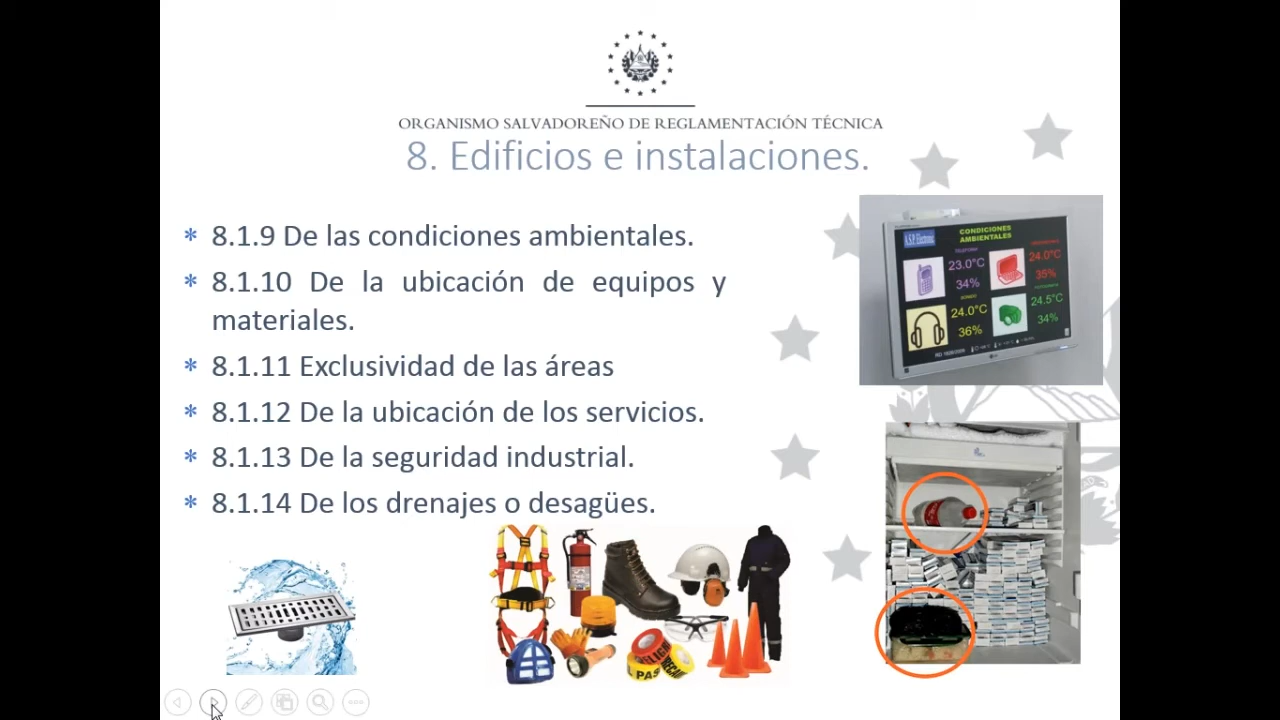 ORGANISMO SALVADOREÑO DE REGLAMENTACIÓN TÉCNICA
8. Edificios e instalaciones.
* 8.1.9 De las condiciones ambientales.
* 8.1.10 De la ubicación de equipos y
materiales.
* 8.1.11 Exclusividad de las áreas
* 8.1.12 De la ubicación de los servicios.
* 8.1.13 De la seguridad industrial.
* 8.1.14 De los drenajes o desagües.
CONDICIONES
AMBIENTALES
23.0°C
34%
24.0°C
35%
24.0°C
36%
24.5°C
34%